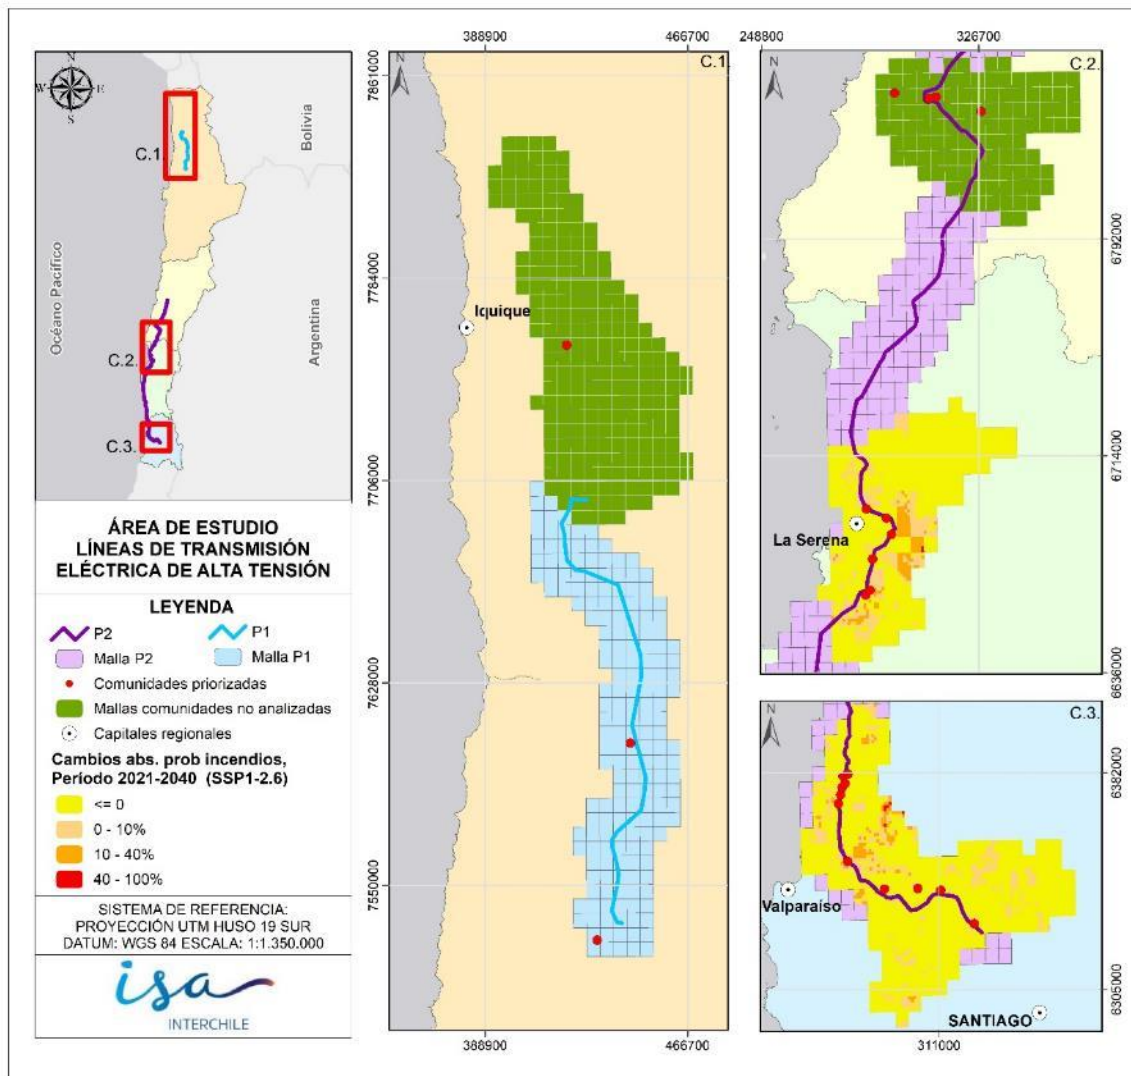 N
W
E
S
C.1.
C.2.
C.3.
Océano Pacífico
Bolivia
Argentina
ÁREA DE ESTUDIO
LÍNEAS DE TRANSMISIÓN
ELÉCTRICA DE ALTA TENSIÓN
LEYENDA
P2 P1
Malla P2 Malla P1
Comunidades priorizadas
Mallas comunidades no analizadas
Capitales regionales
Cambios abs. prob incendios,
Período 2021-2040 (SSP1-2.6)
<= 0
0 - 10%
10 - 40%
40 - 100%
SISTEMA DE REFERENCIA:
PROYECCIÓN UTM HUSO 19 SUR
DATUM: WGS 84 ESCALA: 1:1.350.000
isa
INTERCHILE
388900 466700
C.1.
7861000
7784000
7706000
7628000
7550000
Iquique
388900 466700
248800 326700
C.2.
6792000
6714000
6636000
La Serena
C.3.
6382000
6305000
Valparaíso
SANTIAGO
311000